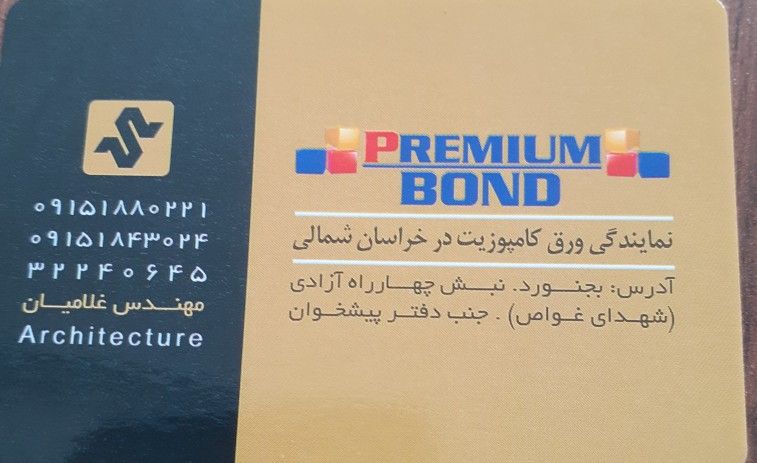 PREMIUM
BOND
نمایندگی ورق کامپوزیت در خراسان شمالی
آدرس: بجنورد. نبش چهارراه آزادی
(شهدای غواص) . جنب دفتر پیشخوان
۰۹۱۵۱۸۸۰۲۲۱
۰۹۱۵۱۸۴۳۰۲۴
۳۲۲۴۰۶۴۵
مهندس غلامیان
Architecture